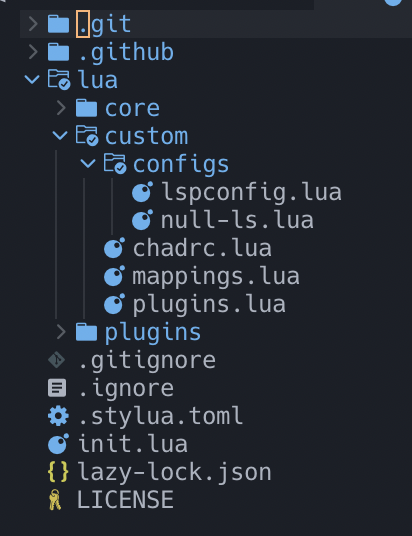 .git
.github
lua
core
custom
configs
lspconfig.lua
null-ls.lua
chadrc.lua
mappings.lua
plugins.lua
plugins
.gitignore
.ignore
.stylua.toml
init.lua
lazy-lock.json
LICENSE